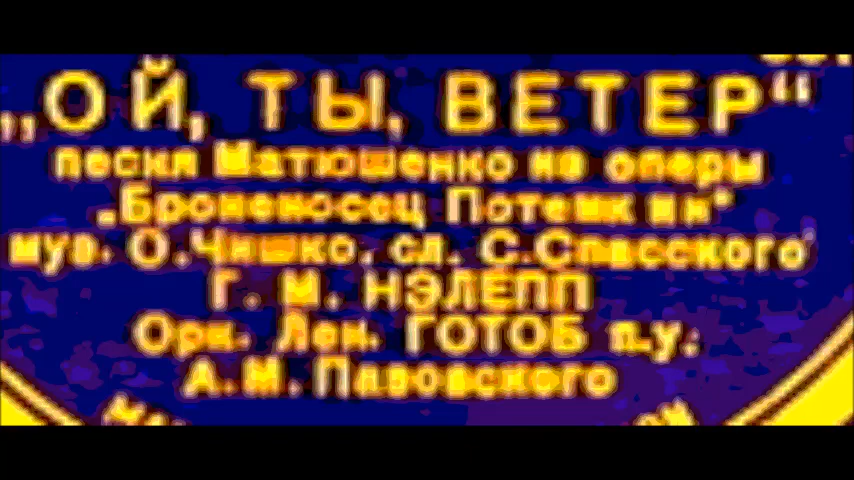 „ОЙ, ТЫ, ВЕТЕР“
песня Матюшенко из оперы
„Броненосец Потемкин“
муз. О.Чишко, сл. С.Спасского
Г. М. НЭЛЕПП
Орк. Лен. ГОТОБ п.у.
А.М. Пазовского